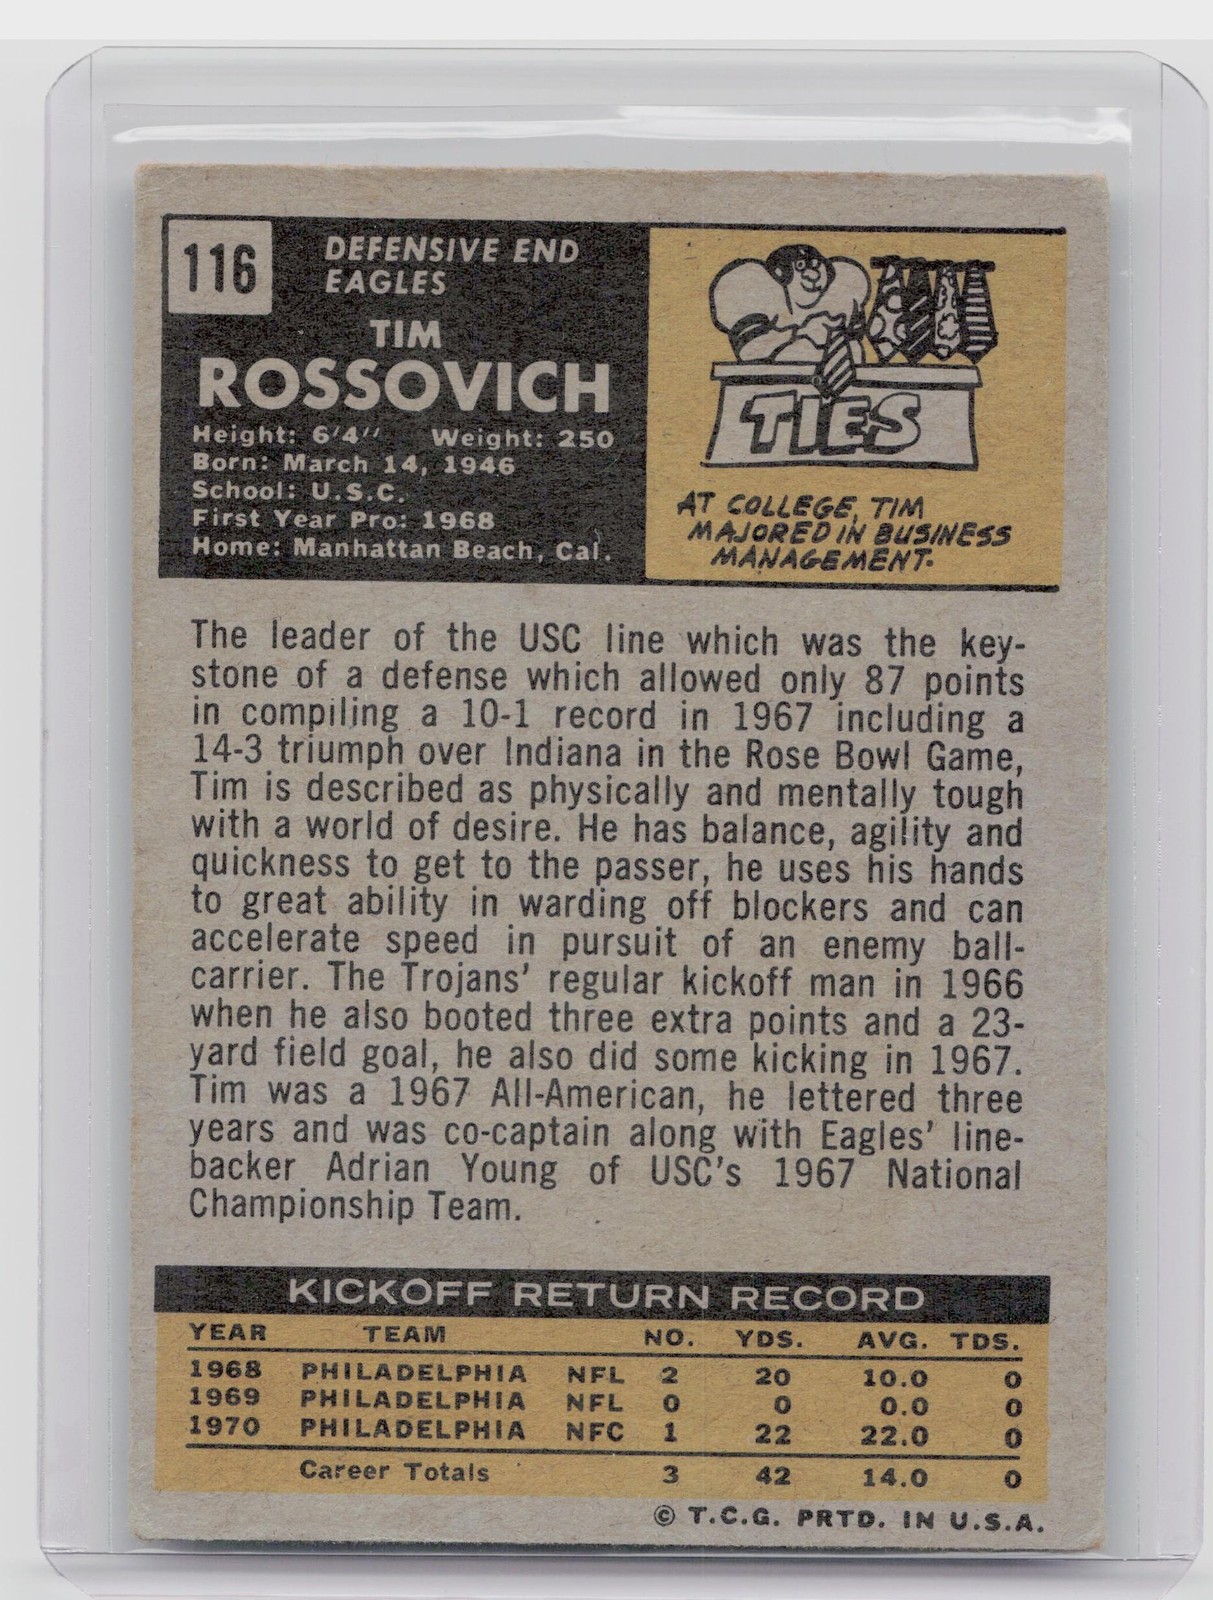 116
DEFENSIVE END
EAGLES
TIM
ROSSOVICH
Height: 6'4" Weight: 250
Born: March 14, 1946
School: U.S.C.
First Year Pro: 1968
Home: Manhattan Beach, Cal.
TIES
AT COLLEGE, TIM
MAJORED IN BUSINESS
MANAGEMENT.
The leader of the USC line which was the key-
stone of a defense which allowed only 87 points
in compiling a 10-1 record in 1967 including a
14-3 triumph over Indiana in the Rose Bowl Game,
Tim is described as physically and mentally tough
with a world of desire. He has balance, agility and
quickness to get to the passer, he uses his hands
to great ability in warding off blockers and can
accelerate speed in pursuit of an enemy ball-
carrier. The Trojans' regular kickoff man in 1966
when he also booted three extra points and a 23-
yard field goal, he also did some kicking in 1967.
Tim was a 1967 All-American, he lettered three
years and was co-captain along with Eagles' line-
backer Adrian Young of USC's 1967 National
Championship Team.
KICKOFF RETURN RECORD
YEAR TEAM NO. YDS. AVG. TDS.
1968 PHILADELPHIA NFL 2 20 10.0 0
1969 PHILADELPHIA NFL 0 0 0.0 0
1970 PHILADELPHIA NFC 1 22 22.0 0
Career Totals 3 42 14.0 0
© T.C.G. PRTD. IN U.S.A.